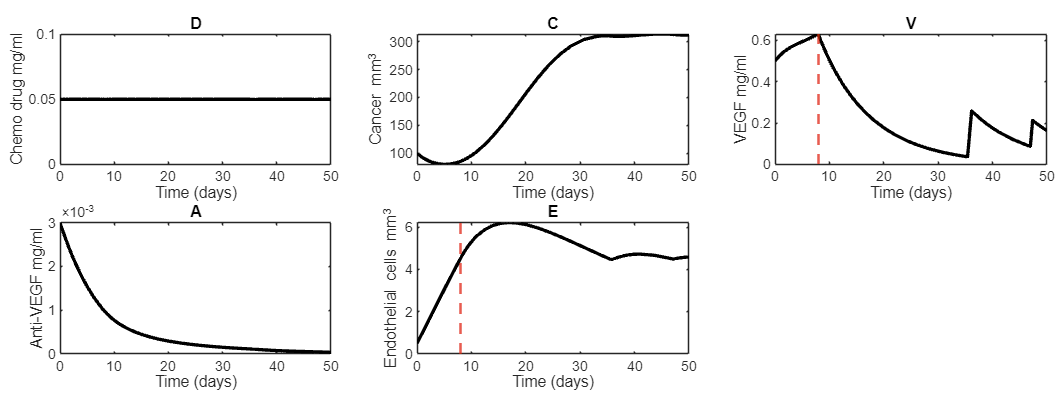 D
Chemo drug mg/ml
0.1
0.05
0
0 10 20 30 40 50
Time (days)
C
Cancer mm³
300
250
200
150
100
0 10 20 30 40 50
Time (days)
V
VEGF mg/ml
0.6
0.4
0.2
0
0 10 20 30 40 50
Time (days)
A
×10⁻³
Anti-VEGF mg/ml
3
2
1
0
0 10 20 30 40 50
Time (days)
E
Endothelial cells mm³
6
4
2
0
0 10 20 30 40 50
Time (days)